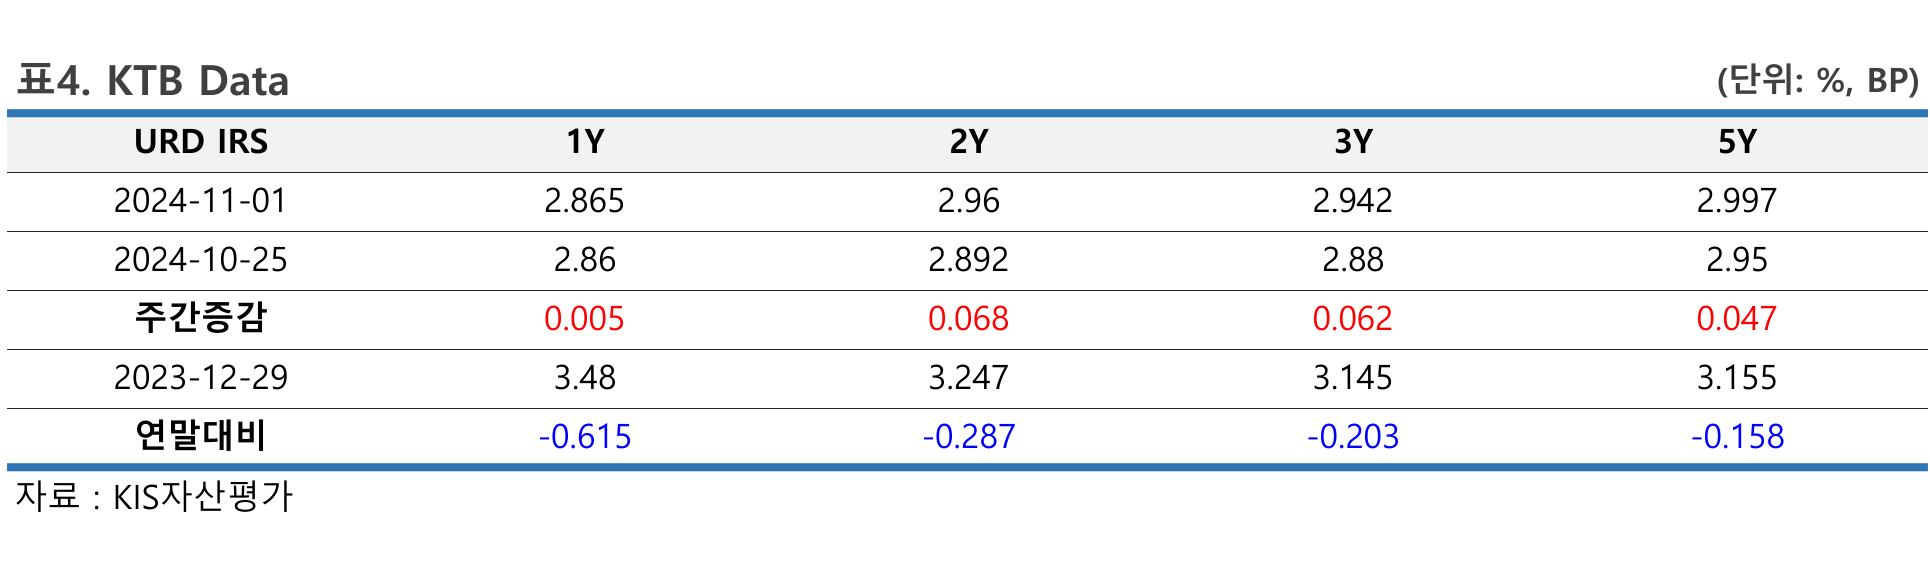 표4. KTB Data (단위: %, BP)
URD IRS 1Y 2Y 3Y 5Y
2024-11-01 2.865 2.96 2.942 2.997
2024-10-25 2.86 2.892 2.88 2.95
주간증감 0.005 0.068 0.062 0.047
2023-12-29 3.48 3.247 3.145 3.155
연말대비 -0.615 -0.287 -0.203 -0.158
자료 : KIS자산평가